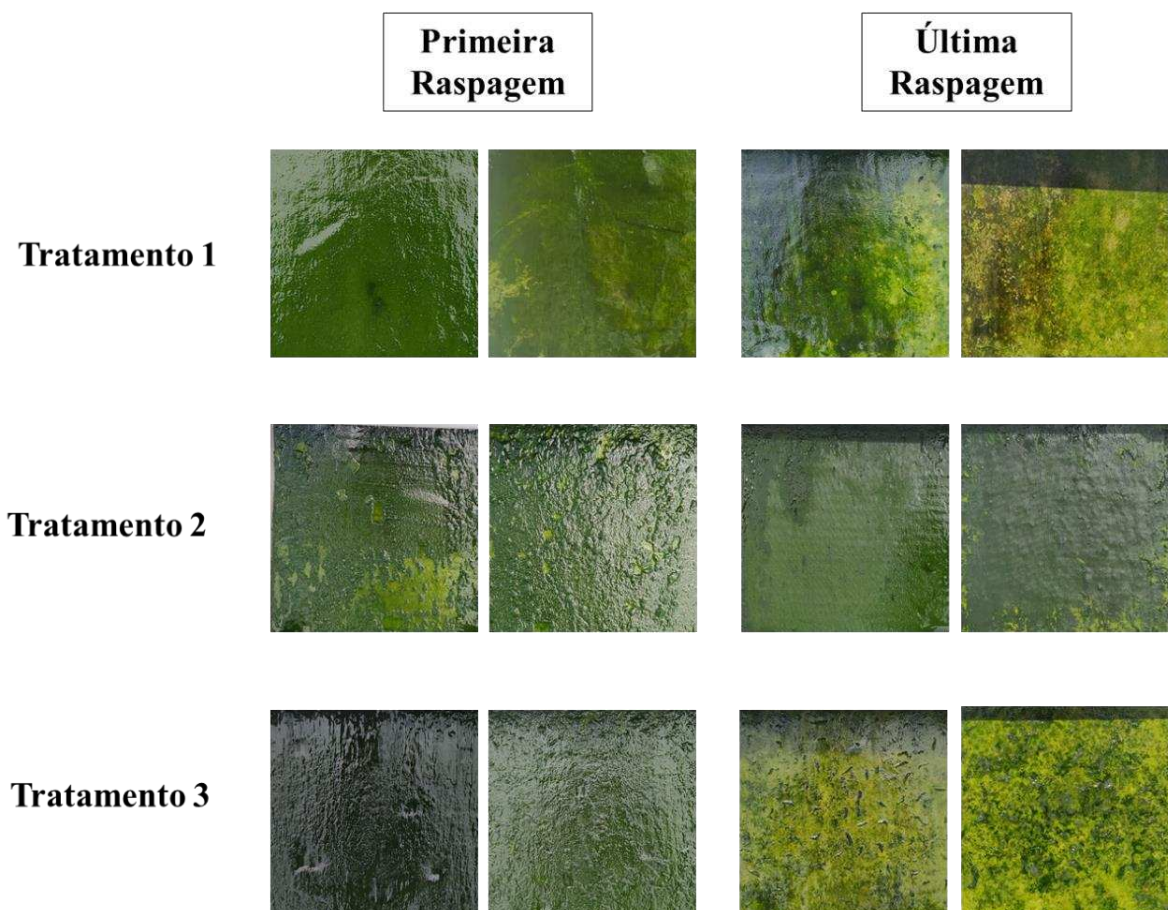 Primeira
Raspagem
Última
Raspagem
Tratamento 1
Tratamento 2
Tratamento 3